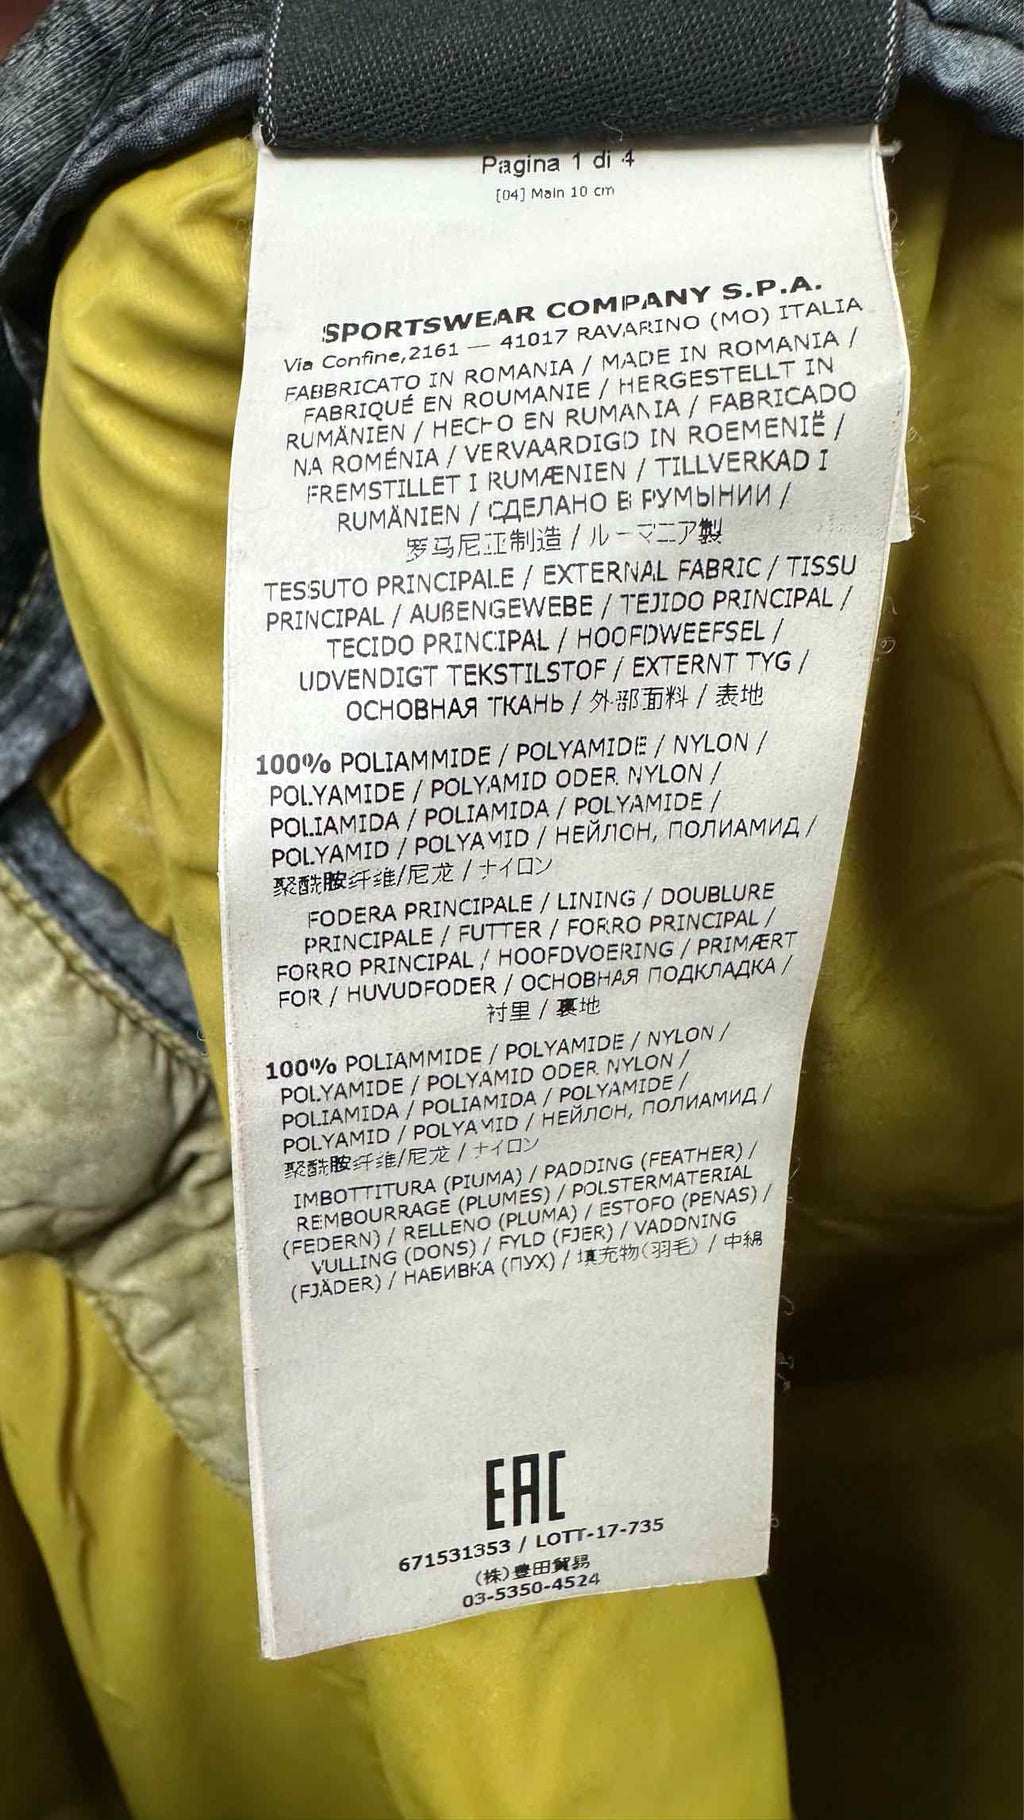 Pagina 1 di 4
[04] Main 10 cm
SPORTSWEAR COMPANY S.P.A.
Via Confine,2161 — 41017 RAVARINO (MO) ITALIA
FABBRICATO IN ROMANIA / MADE IN ROMANIA /
FABRIQUÉ EN ROUMANIE / HERGESTELLT IN
RUMÄNIEN / HECHO EN RUMANIA / FABRICADO
NA ROMÉNIA / VERVAARDIGD IN ROEMENIË /
FREMSTILLET I RUMÆNIEN / TILLVERKAD I
RUMÄNIEN / СДЕЛАНО В РУМЫНИИ /
罗马尼亚制造 / ルーマニア製
TESSUTO PRINCIPALE / EXTERNAL FABRIC / TISSU
PRINCIPAL / AUßENGEWEBE / TEJIDO PRINCIPAL /
TECIDO PRINCIPAL / HOOFDWEEFSEL /
UDVENDIGT TEKSTILSTOF / EXTERNT TYG /
ОСНОВНАЯ ТКАНЬ / 外部面料 / 表地
100% POLIAMMIDE / POLYAMIDE / NYLON /
POLYAMIDE / POLYAMID ODER NYLON /
POLIAMIDA / POLIAMIDA / POLYAMIDE /
POLYAMID / POLYAMID / НЕЙЛОН, ПОЛИАМИД /
聚酰胺纤维/尼龙 / ナイロン
FODERA PRINCIPALE / LINING / DOUBLURE
PRINCIPALE / FUTTER / FORRO PRINCIPAL /
FORRO PRINCIPAL / HOOFDVOERING / PRIMÆRT
FOR / HUVUDFODER / ОСНОВНАЯ ПОДКЛАДКА /
衬里 / 裏地
100% POLIAMMIDE / POLYAMIDE / NYLON /
POLYAMIDE / POLYAMID ODER NYLON /
POLIAMIDA / POLIAMIDA / POLYAMIDE /
POLYAMID / POLYAMID / НЕЙЛОН, ПОЛИАМИД /
聚酰胺纤维/尼龙 / ナイロン
IMBOTTITURA (PIUMA) / PADDING (FEATHER) /
REMBOURRAGE (PLUMES) / POLSTERMATERIAL
(FEDERN) / RELLENO (PLUMA) / ESTOFO (PENAS) /
VULLING (DONS) / FYLD (FJER) / VADDNING
(FJÄDER) / НАБИВКА (ПУХ) / 填充物(羽毛) / 中綿
EAC
671531353 / LOTT-17-735
(株)豊田貿易
03-5350-4524